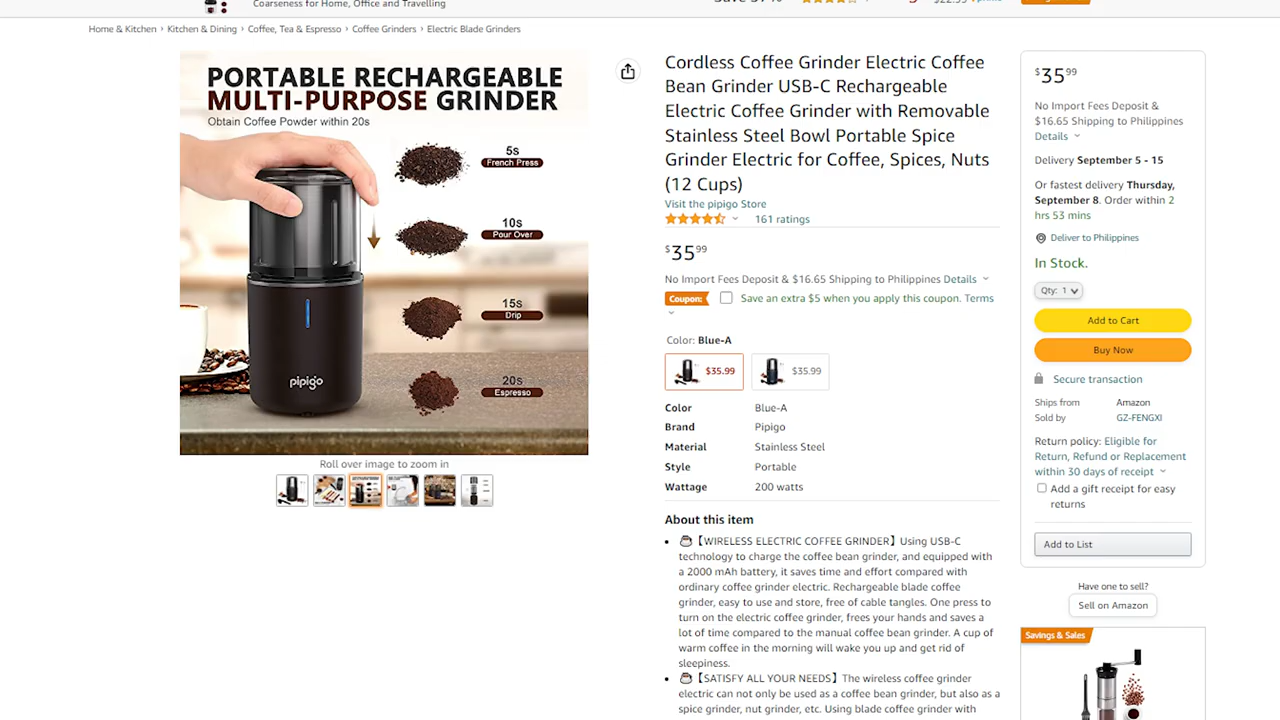 Coarseness for Home, Office and Travelling
Home & Kitchen › Kitchen & Dining › Coffee, Tea & Espresso › Coffee Grinders › Electric Blade Grinders
PORTABLE RECHARGEABLE
MULTI-PURPOSE GRINDER
Obtain Coffee Powder within 20s
5s
French Press
10s
Pour Over
15s
Drip
20s
Espresso
pipigo
Roll over image to zoom in
Cordless Coffee Grinder Electric Coffee
Bean Grinder USB-C Rechargeable
Electric Coffee Grinder with Removable
Stainless Steel Bowl Portable Spice
Grinder Electric for Coffee, Spices, Nuts
(12 Cups)
Visit the pipigo Store
161 ratings
$35 99
No Import Fees Deposit & $16.65 Shipping to Philippines Details
Coupon: Save an extra $5 when you apply this coupon. Terms
Color: Blue-A
$35.99 $35.99
Color Blue-A
Brand Pipigo
Material Stainless Steel
Style Portable
Wattage 200 watts
About this item
【WIRELESS ELECTRIC COFFEE GRINDER】Using USB-C
technology to charge the coffee bean grinder, and equipped with
a 2000 mAh battery, it saves time and effort compared with
ordinary coffee grinder electric. Rechargeable blade coffee
grinder, easy to use and store, free of cable tangles. One press to
turn on the electric coffee grinder, frees your hands and saves a
lot of time compared to the manual coffee bean grinder. A cup of
warm coffee in the morning will wake you up and get rid of
sleepiness.
【SATISFY ALL YOUR NEEDS】The wireless coffee grinder
electric can not only be used as a coffee bean grinder, but also as a
spice grinder, nut grinder, etc. Using blade coffee grinder with
$35 99
No Import Fees Deposit &
$16.65 Shipping to Philippines
Details
Delivery September 5 - 15
Or fastest delivery Thursday,
September 8. Order within 2
hrs 53 mins
Deliver to Philippines
In Stock.
Qty: 1
Add to Cart
Buy Now
Secure transaction
Ships from Amazon
Sold by GZ-FENGXI
Return policy: Eligible for
Return, Refund or Replacement
within 30 days of receipt
Add a gift receipt for easy
returns
Add to List
Have one to sell?
Sell on Amazon
Savings & Sales